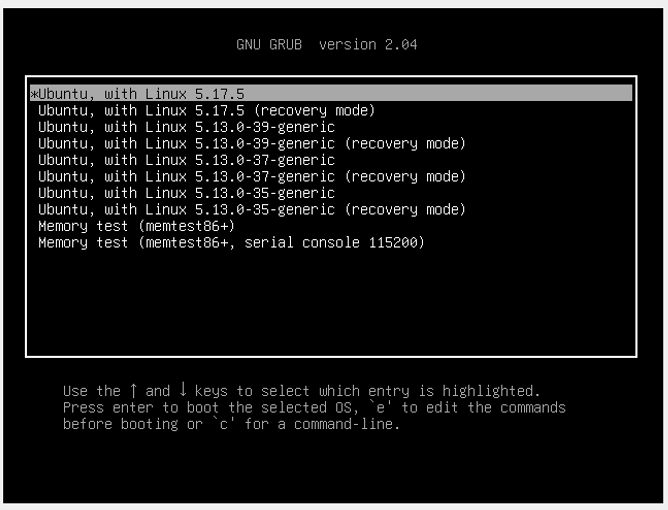 GNU GRUB  version 2.04
*Ubuntu, with Linux 5.17.5
Ubuntu, with Linux 5.17.5 (recovery mode)
Ubuntu, with Linux 5.13.0-39-generic
Ubuntu, with Linux 5.13.0-39-generic (recovery mode)
Ubuntu, with Linux 5.13.0-37-generic
Ubuntu, with Linux 5.13.0-37-generic (recovery mode)
Ubuntu, with Linux 5.13.0-35-generic
Ubuntu, with Linux 5.13.0-35-generic (recovery mode)
Memory test (memtest86+)
Memory test (memtest86+, serial console 115200)
Use the ↑ and ↓ keys to select which entry is highlighted.
Press enter to boot the selected OS, `e' to edit the commands
before booting or `c' for a command-line.